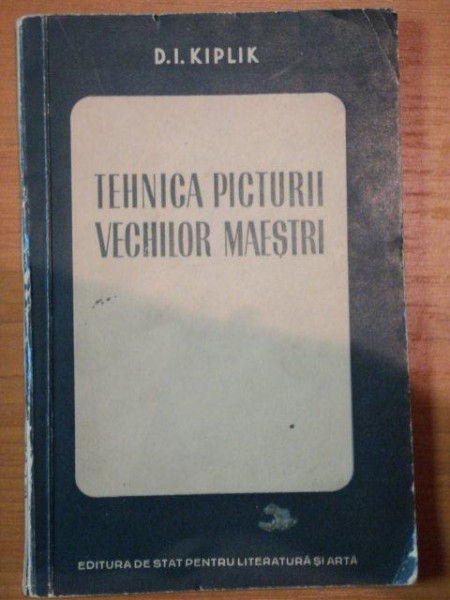 D.I. KIPLIK
TEHNICA PICTURII
VECHILOR MAEȘTRI
EDITURA DE STAT PENTRU LITERATURĂ ȘI ARTĂ